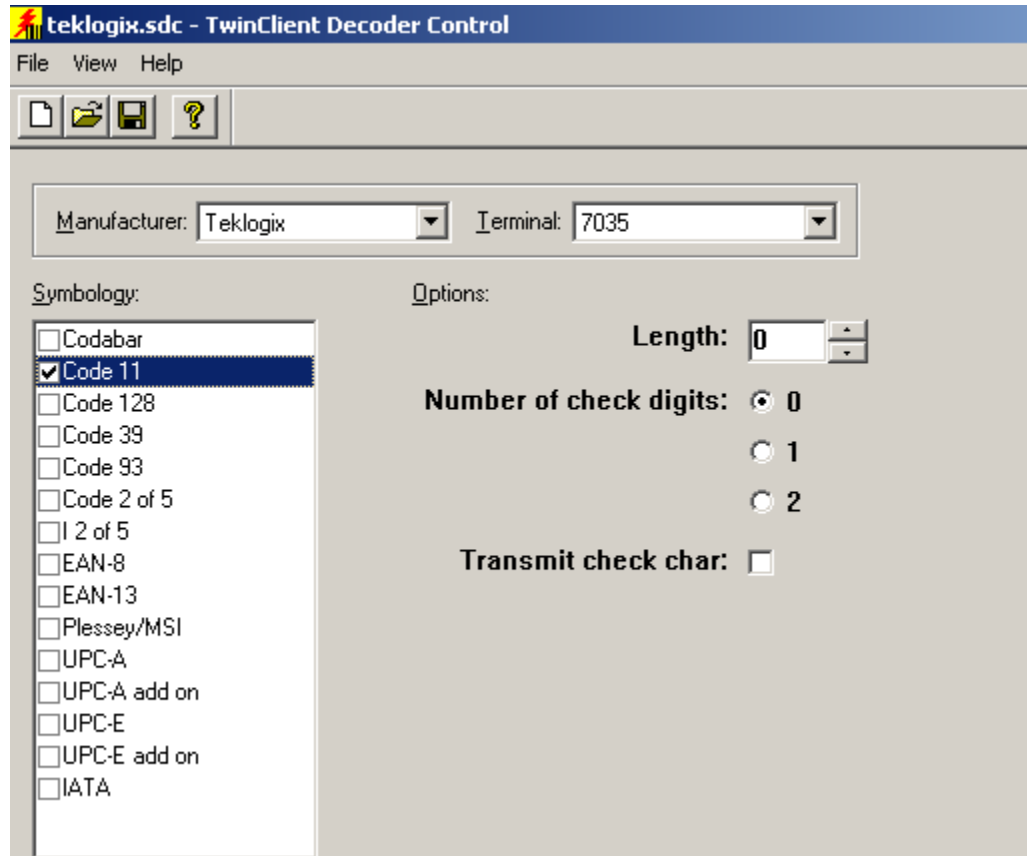 teklogix.sdc - TwinClient Decoder Control
File View Help
Manufacturer: Teklogix Terminal: 7035
Symbology:
Options:
Codabar
Code 11
Code 128
Code 39
Code 93
Code 2 of 5
I 2 of 5
EAN-8
EAN-13
Plessey/MSI
UPC-A
UPC-A add on
UPC-E
UPC-E add on
IATA
Length: 0
Number of check digits: 0
1
2
Transmit check char: